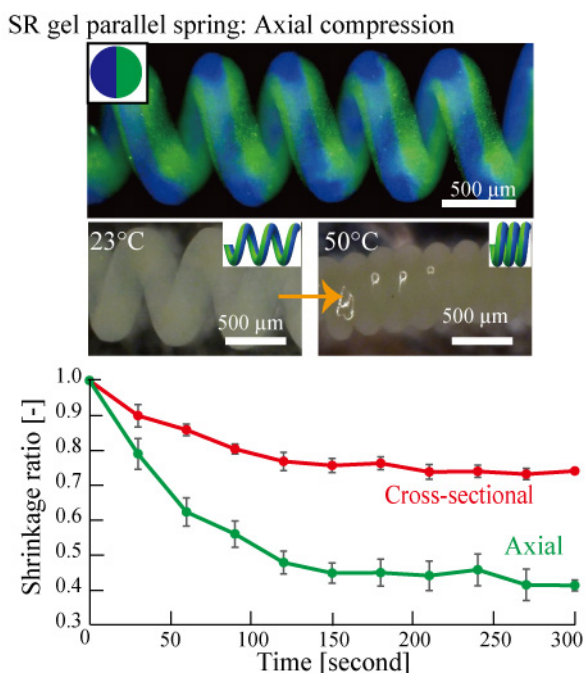 SR gel parallel spring: Axial compression
500 μm
23°C
50°C
500 μm
500 μm
1.0
0.9
0.8
0.7
0.6
0.5
0.4
0.3
Shrinkage ratio [-]
Cross-sectional
Axial
0 50 100 150 200 250 300
Time [second]